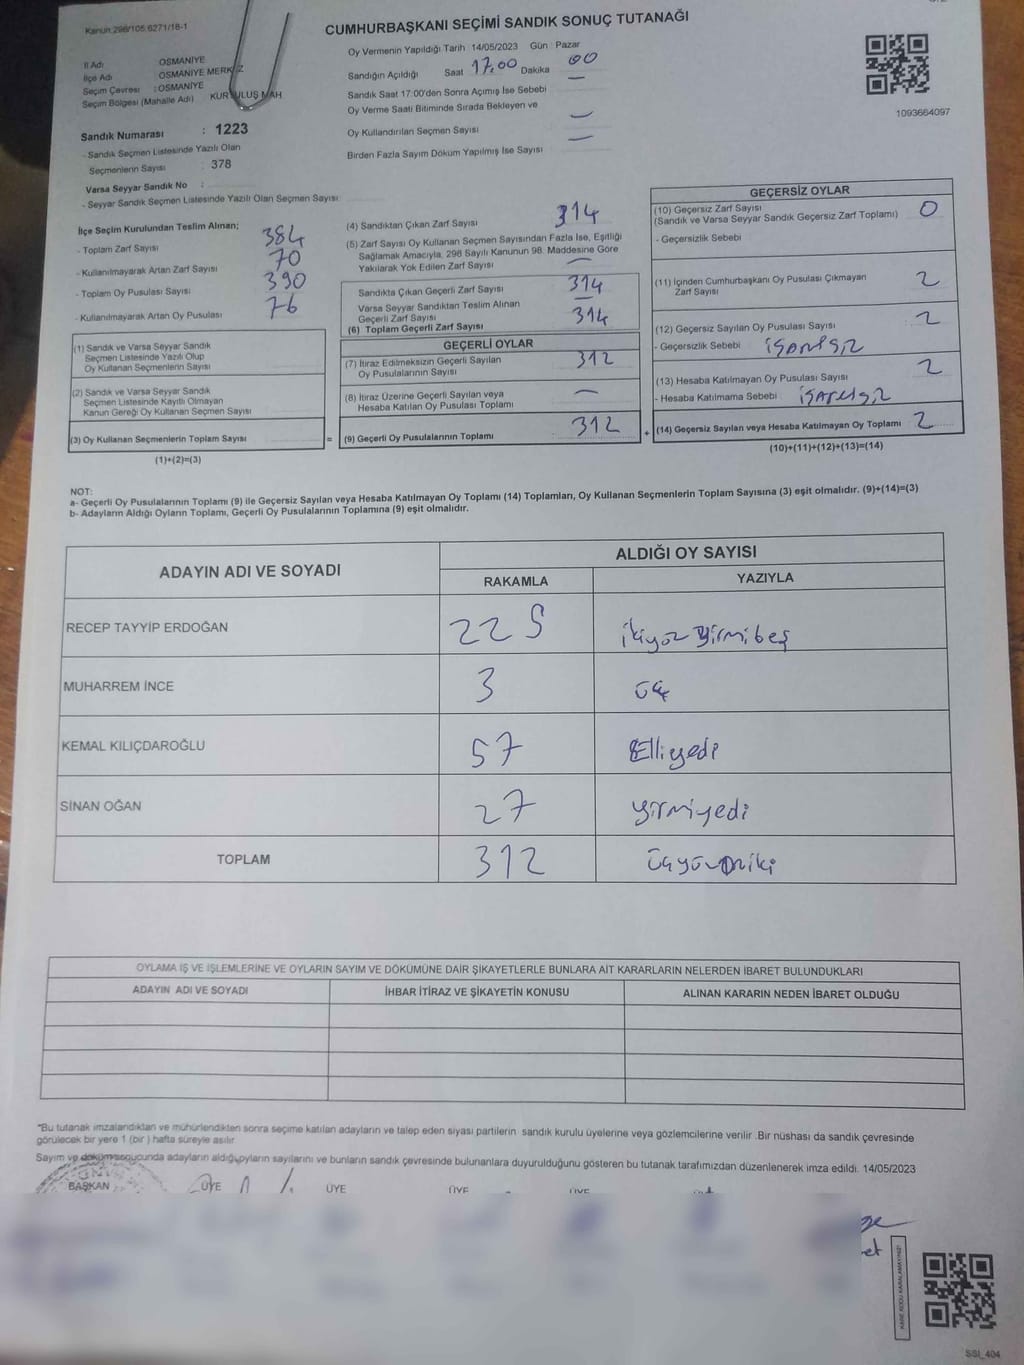 Kanun:298/105:6271/18-1
CUMHURBAŞKANI SEÇİMİ SANDIK SONUÇ TUTANAĞI
İl Adı OSMANİYE
İlçe Adı OSMANİYE MERKEZ
Seçim Çevresi : OSMANİYE
Seçim Bölgesi (Mahalle Adı) KURTULUŞ MAH
Sandık Numarası : 1223
- Sandık Seçmen Listesinde Yazılı Olan
Seçmenlerin Sayısı : 378
Varsa Seyyar Sandık No :
- Seyyar Sandık Seçmen Listesinde Yazılı Olan Seçmen Sayısı:
Oy Vermenin Yapıldığı Tarih 14/05/2023 Gün Pazar
Sandığın Açıldığı Saat 17.00 Dakika 00
Sandık Saat 17:00'den Sonra Açımış İse Sebebi —
Oy Verme Saati Bitiminde Sırada Bekleyen ve
Oy Kullandırılan Seçmen Sayısı —
Birden Fazla Sayım Döküm Yapılmış İse Sayısı —
1093664097
İlçe Seçim Kurulundan Teslim Alınan;
- Toplam Zarf Sayısı 384
- Kullanılmayarak Artan Zarf Sayısı 70
- Toplam Oy Pusulası Sayısı 390
- Kullanılmayarak Artan Oy Pusulası 76
(1) Sandık ve Varsa Seyyar Sandık
Seçmen Listesinde Yazılı Olup
Oy Kullanan Seçmenlerin Sayısı
(2) Sandık ve Varsa Seyyar Sandık
Seçmen Listesinde Kayıtlı Olmayan
Kanun Gereği Oy Kullanan Seçmen Sayısı
(3) Oy Kullanan Seçmenlerin Toplam Sayısı
(1)+(2)=(3)
(4) Sandıktan Çıkan Zarf Sayısı 314
(5) Zarf Sayısı Oy Kullanan Seçmen Sayısından Fazla İse, Eşitliği
Sağlamak Amacıyla, 298 Sayılı Kanunun 98. Maddesine Göre
Yakılarak Yok Edilen Zarf Sayısı —
Sandıkta Çıkan Geçerli Zarf Sayısı 314
Varsa Seyyar Sandıktan Teslim Alınan
Geçerli Zarf Sayısı —
(6) Toplam Geçerli Zarf Sayısı 314
GEÇERLİ OYLAR
(7) İtiraz Edilmeksizin Geçerli Sayılan
Oy Pusulalarının Sayısı 312
(8) İtiraz Üzerine Geçerli Sayılan veya
Hesaba Katılan Oy Pusulası Toplamı —
= (9) Geçerli Oy Pusulalarının Toplamı 312
GEÇERSİZ OYLAR
(10) Geçersiz Zarf Sayısı
(Sandık ve Varsa Seyyar Sandık Geçersiz Zarf Toplamı) 0
- Geçersizlik Sebebi
(11) İçinden Cumhurbaşkanı Oy Pusulası Çıkmayan
Zarf Sayısı 2
(12) Geçersiz Sayılan Oy Pusulası Sayısı 2
- Geçersizlik Sebebi işaretsiz
(13) Hesaba Katılmayan Oy Pusulası Sayısı 2
- Hesaba Katılmama Sebebi işaretsiz
+ (14) Geçersiz Sayılan veya Hesaba Katılmayan Oy Toplamı 2
(10)+(11)+(12)+(13)=(14)
NOT:
a- Geçerli Oy Pusulalarının Toplamı (9) ile Geçersiz Sayılan veya Hesaba Katılmayan Oy Toplamı (14) Toplamları, Oy Kullanan Seçmenlerin Toplam Sayısına (3) eşit olmalıdır. (9)+(14)=(3)
b- Adayların Aldığı Oyların Toplamı, Geçerli Oy Pusulalarının Toplamına (9) eşit olmalıdır.
ADAYIN ADI VE SOYADI ALDIĞI OY SAYISI
RAKAMLA YAZIYLA
RECEP TAYYİP ERDOĞAN 225 ikiyüz yirmibeş
MUHARREM İNCE 3 üç
KEMAL KILIÇDAROĞLU 57 Elliyedi
SİNAN OĞAN 27 yirmiyedi
TOPLAM 312 üçyüzoniki
OYLAMA İŞ VE İŞLEMLERİNE VE OYLARIN SAYIM VE DÖKÜMÜNE DAİR ŞİKAYETLERLE BUNLARA AİT KARARLARIN NELERDEN İBARET BULUNDUKLARI
ADAYIN ADI VE SOYADI İHBAR İTİRAZ VE ŞİKAYETİN KONUSU ALINAN KARARIN NEDEN İBARET OLDUĞU
*Bu tutanak imzalandıktan ve mühürlendikten sonra seçime katılan adayların ve talep eden siyasi partilerin sandık kurulu üyelerine veya gözlemcilerine verilir .Bir nüshası da sandık çevresinde
görülecek bir yere 1 (bir ) hafta süreyle asılır.
Sayım ve döküm sonucunda adayların aldığı oyların sayılarını ve bunların sandık çevresinde bulunanlara duyurulduğunu gösteren bu tutanak tarafımızdan düzenlenerek imza edildi. 14/05/2023
BAŞKAN ÜYE ÜYE ÜYE ÜYE
KARE KODU KARALAMAYINIZ!
SSI_404